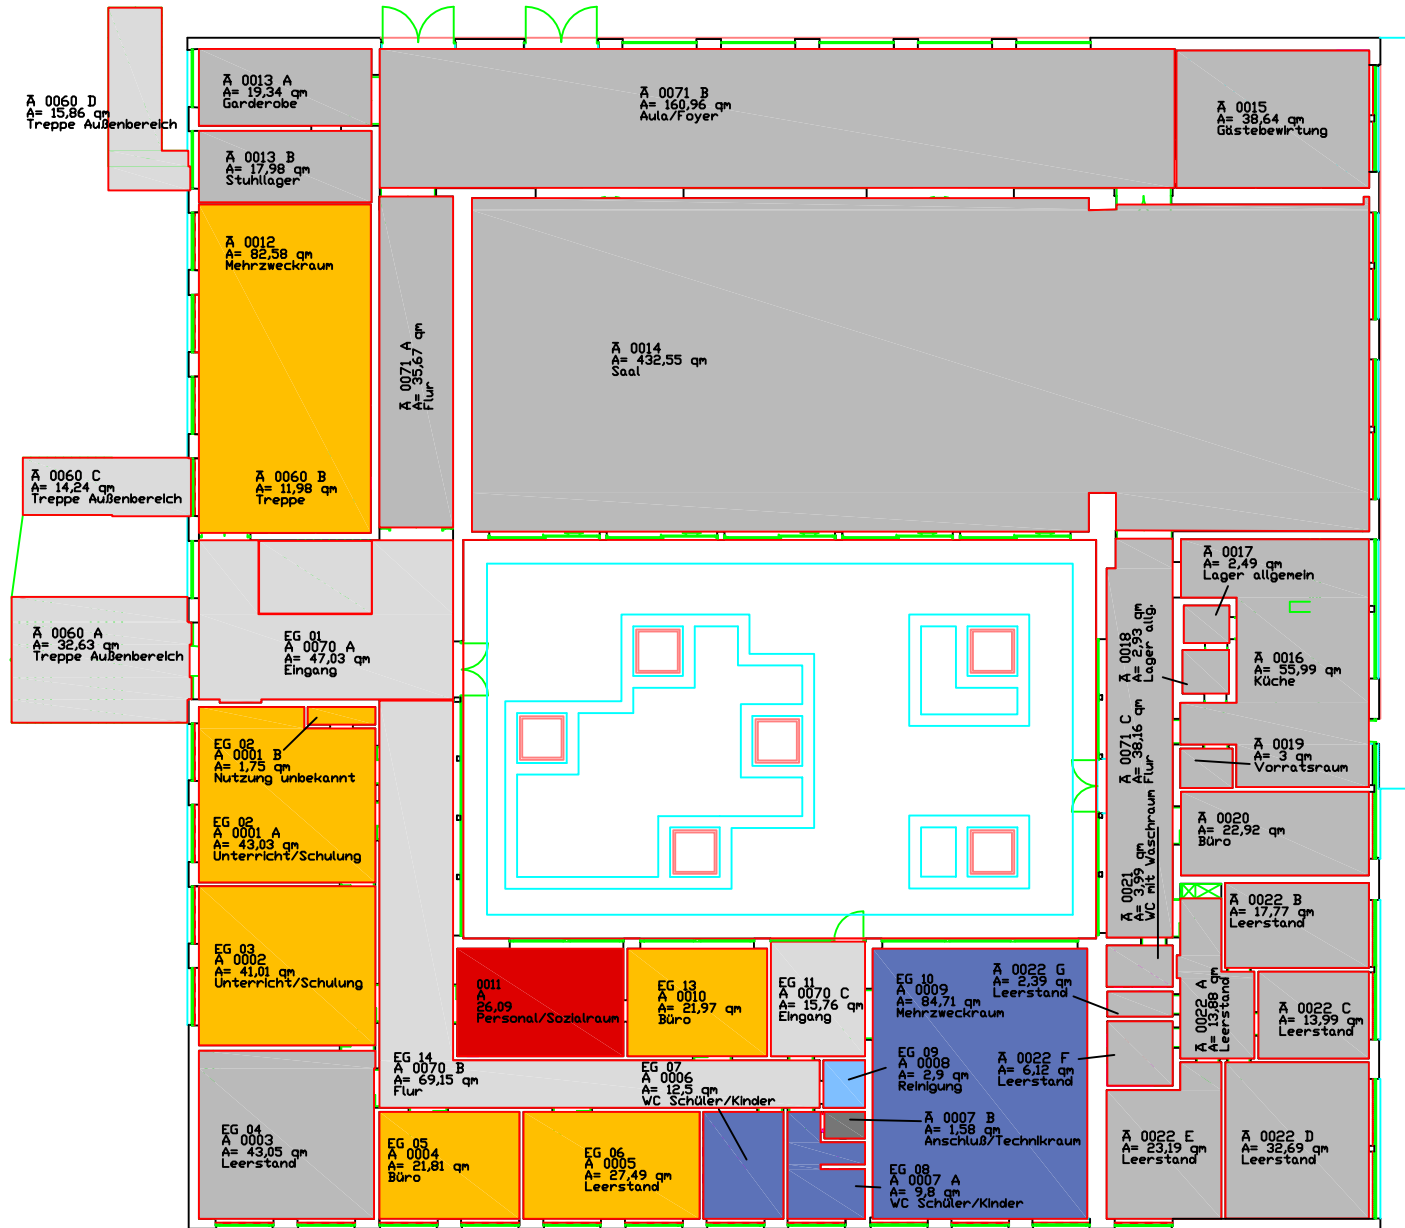 Ā 0013 A
A= 19,34 qm
Garderobe
Ā 0060 D
A= 15,86 qm
Treppe Außenbereich
Ā 0071 B
A= 160,96 qm
Aula/Foyer
Ā 0015
A= 38,64 qm
Gästebewirtung
Ā 0013 B
A= 17,98 qm
Stuhllager
Ā 0012
A= 82,58 qm
Mehrzweckraum
Ā 0071 A
A= 35,67 qm
Flur
Ā 0014
A= 432,55 qm
Saal
Ā 0060 C
A= 14,24 qm
Treppe Außenbereich
Ā 0060 B
A= 11,98 qm
Treppe
Ā 0017
A= 2,49 qm
Lager allgemein
Ā 0060 A
A= 32,63 qm
Treppe Außenbereich
EG 01
Ā 0070 A
A= 47,03 qm
Eingang
Ā 0018
A= 2,93 qm
Lager allg.
Ā 0016
A= 55,99 qm
Küche
Ā 0071 C
A= 38,16 qm
Flur
EG 02
Ā 0001 B
A= 1,75 qm
Nutzung unbekannt
Ā 0019
A= 3 qm
Vorratsraum
EG 02
Ā 0001 A
A= 43,03 qm
Unterricht/Schulung
Ā 0020
A= 22,92 qm
Büro
Ā 0021
A= 3,99 qm
WC mit Waschraum
Ā 0022 B
A= 17,77 qm
Leerstand
EG 03
Ā 0002
A= 41,01 qm
Unterricht/Schulung
0011
A
26,09
Personal/Sozialraum
EG 13
Ā 0010
A= 21,97 qm
Büro
EG 11
Ā 0070 C
A= 15,76 qm
Eingang
EG 10
Ā 0009
A= 84,71 qm
Mehrzweckraum
Ā 0022 G
A= 2,39 qm
Leerstand
Ā 0022 A
A= 13,88 qm
Leerstand
Ā 0022 C
A= 13,99 qm
Leerstand
EG 14
Ā 0070 B
A= 69,15 qm
Flur
EG 07
Ā 0006
A= 12,5 qm
WC Schüler/Kinder
EG 09
Ā 0008
A= 2,9 qm
Reinigung
Ā 0022 F
A= 6,12 qm
Leerstand
Ā 0007 B
A= 1,58 qm
Anschluß/Technikraum
EG 04
Ā 0003
A= 43,05 qm
Leerstand
EG 05
Ā 0004
A= 21,81 qm
Büro
EG 06
Ā 0005
A= 27,49 qm
Leerstand
EG 08
Ā 0007 A
A= 9,8 qm
WC Schüler/Kinder
Ā 0022 E
A= 23,19 qm
Leerstand
Ā 0022 D
A= 32,69 qm
Leerstand